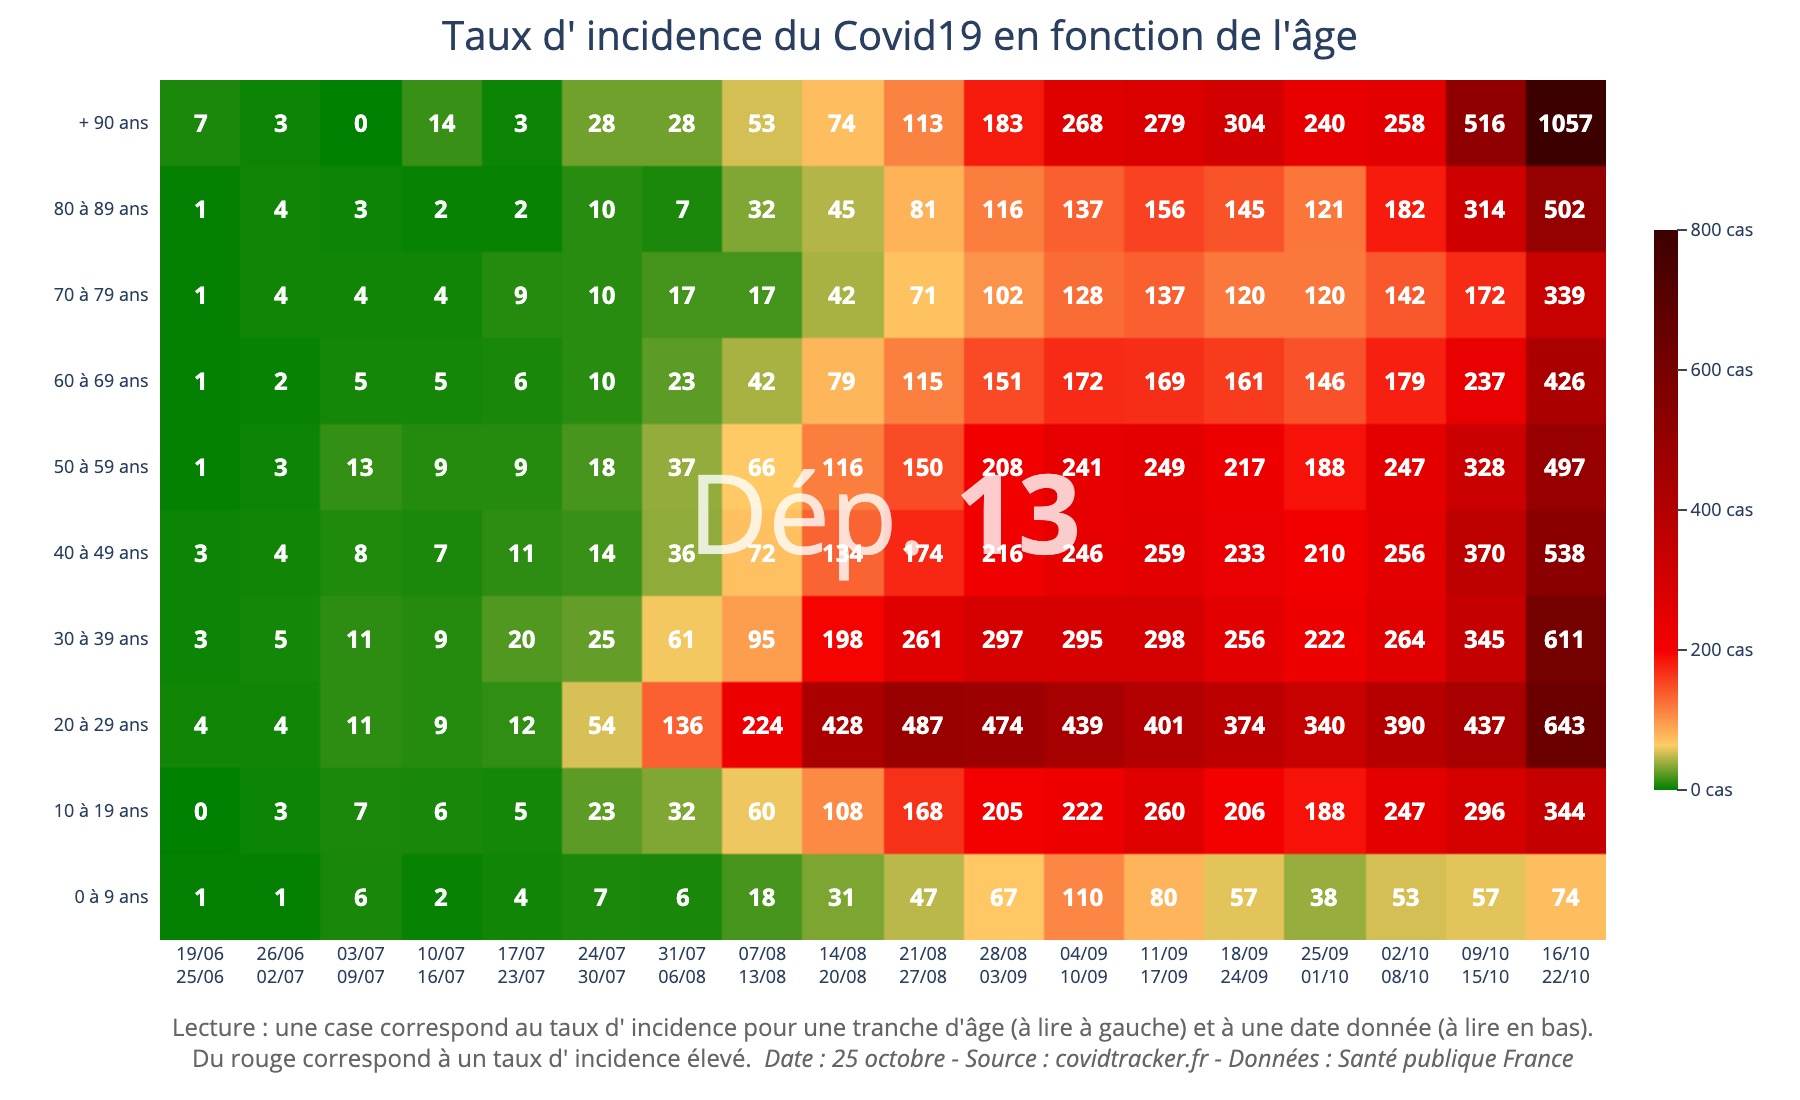 Taux d' incidence du Covid19 en fonction de l'âge
+ 90 ans 7 3 0 14 3 28 28 53 74 113 183 268 279 304 240 258 516 1057
80 à 89 ans 1 4 3 2 2 10 7 32 45 81 116 137 156 145 121 182 314 502
70 à 79 ans 1 4 4 4 9 10 17 17 42 71 102 128 137 120 120 142 172 339
60 à 69 ans 1 2 5 5 6 10 23 42 79 115 151 172 169 161 146 179 237 426
50 à 59 ans 1 3 13 9 9 18 37 66 116 150 208 241 249 217 188 247 328 497
Dép. 13
40 à 49 ans 3 4 8 7 11 14 36 72 134 174 216 246 259 233 210 256 370 538
30 à 39 ans 3 5 11 9 20 25 61 95 198 261 297 295 298 256 222 264 345 611
20 à 29 ans 4 4 11 9 12 54 136 224 428 487 474 439 401 374 340 390 437 643
10 à 19 ans 0 3 7 6 5 23 32 60 108 168 205 222 260 206 188 247 296 344
0 à 9 ans 1 1 6 2 4 7 6 18 31 47 67 110 80 57 38 53 57 74
19/06 26/06 03/07 10/07 17/07 24/07 31/07 07/08 14/08 21/08 28/08 04/09 11/09 18/09 25/09 02/10 09/10 16/10
25/06 02/07 09/07 16/07 23/07 30/07 06/08 13/08 20/08 27/08 03/09 10/09 17/09 24/09 01/10 08/10 15/10 22/10
800 cas
600 cas
400 cas
200 cas
0 cas
Lecture : une case correspond au taux d' incidence pour une tranche d'âge (à lire à gauche) et à une date donnée (à lire en bas).
Du rouge correspond à un taux d' incidence élevé. Date : 25 octobre - Source : covidtracker.fr - Données : Santé publique France